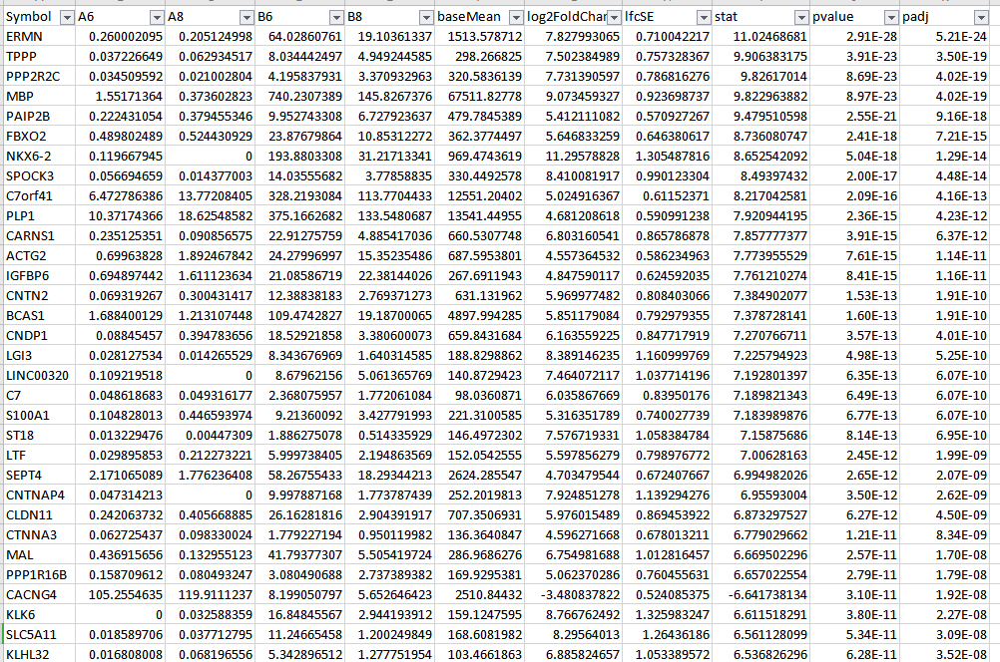 Symbol A6 A8 B6 B8 baseMean log2FoldChar lfcSE stat pvalue padj
ERMN 0.260002095 0.205124998 64.02860761 19.10361337 1513.578712 7.827993065 0.710042217 11.02468681 2.91E-28 5.21E-24
TPPP 0.037226649 0.062934517 8.034442497 4.949244585 298.266825 7.502384989 0.757328367 9.906383175 3.91E-23 3.50E-19
PPP2R2C 0.034509592 0.021002804 4.195837931 3.370932963 320.5836139 7.731390597 0.786816276 9.82617014 8.69E-23 4.02E-19
MBP 1.55171364 0.373602823 740.2307389 145.8267376 67511.82778 9.073459327 0.923698737 9.822963882 8.97E-23 4.02E-19
PAIP2B 0.222431054 0.379455346 9.952743308 6.727923637 479.7845389 5.412111082 0.570927267 9.479510598 2.55E-21 9.16E-18
FBXO2 0.489802489 0.524430929 23.87679864 10.85312272 362.3774497 5.646833259 0.646380617 8.736080747 2.41E-18 7.21E-15
NKX6-2 0.119667945 0 193.8803308 31.21713341 969.4743619 11.29578828 1.305487816 8.652542092 5.04E-18 1.29E-14
SPOCK3 0.056694659 0.014377003 14.03555682 3.77858835 330.4492578 8.410081917 0.990123304 8.49397432 2.00E-17 4.48E-14
C7orf41 6.472786386 13.77208405 328.2193084 113.7704433 12551.20402 5.024916367 0.61152371 8.217042581 2.09E-16 4.16E-13
PLP1 10.37174366 18.62548582 375.1662682 133.5480687 13541.44955 4.681208618 0.590991238 7.920944195 2.36E-15 4.23E-12
CARNS1 0.235125351 0.090856575 22.91275759 4.885417036 660.5307748 6.803160541 0.865786878 7.857777377 3.91E-15 6.37E-12
ACTG2 0.69963828 1.892467842 24.27996997 15.35235486 687.5953801 4.557364532 0.586234963 7.773955529 7.61E-15 1.14E-11
IGFBP6 0.694897442 1.611123634 21.08586719 22.38144026 267.6911943 4.847590117 0.624592035 7.761210274 8.41E-15 1.16E-11
CNTN2 0.069319267 0.300431417 12.38838183 2.769371273 631.131962 5.969977482 0.808403066 7.384902077 1.53E-13 1.91E-10
BCAS1 1.688400129 1.213107448 109.4742827 19.18700065 4897.994285 5.851179084 0.792979355 7.378728141 1.60E-13 1.91E-10
CNDP1 0.08845457 0.394783656 18.52921858 3.380600073 659.8431684 6.163559225 0.847717919 7.270766711 3.57E-13 4.01E-10
LGI3 0.028127534 0.014265529 8.343676969 1.640314585 188.8298862 8.389146235 1.160999769 7.225794923 4.98E-13 5.25E-10
LINC00320 0.109219518 0 8.67962156 5.061365769 140.8729423 7.464072117 1.037714196 7.192801397 6.35E-13 6.07E-10
C7 0.048618683 0.049316177 2.368075957 1.772061084 98.0360871 6.035867669 0.83950176 7.189821343 6.49E-13 6.07E-10
S100A1 0.104828013 0.446593974 9.21360092 3.427791993 221.3100585 5.316351789 0.740027739 7.183989876 6.77E-13 6.07E-10
ST18 0.013229476 0.00447309 1.886275078 0.514335929 146.4972302 7.576719331 1.058384784 7.15875686 8.14E-13 6.95E-10
LTF 0.029895853 0.212273221 5.999738405 2.194863569 152.0542555 5.597856279 0.798976772 7.00628163 2.45E-12 1.99E-09
SEPT4 2.171065089 1.776236408 58.26755433 18.29344213 2624.285547 4.703479544 0.672407667 6.994982026 2.65E-12 2.07E-09
CNTNAP4 0.047314213 0 9.997887168 1.773787439 252.2019813 7.924851278 1.139294276 6.95593004 3.50E-12 2.62E-09
CLDN11 0.242063732 0.405668885 26.16281816 2.904391917 707.3506931 5.976015489 0.869453922 6.873297527 6.27E-12 4.50E-09
CTNNA3 0.062725437 0.098330024 1.779227194 0.950119982 136.3640847 4.596271668 0.678013211 6.779029662 1.21E-11 8.34E-09
MAL 0.436915656 0.132955123 41.79377307 5.505419724 286.9686276 6.754981688 1.012816457 6.669502296 2.57E-11 1.70E-08
PPP1R16B 0.158709612 0.080493247 3.080490688 2.737389382 169.9295381 5.062370286 0.760455631 6.657022554 2.79E-11 1.79E-08
CACNG4 105.2554635 119.9111237 8.199050797 5.652646423 2510.84432 -3.480837822 0.524085375 -6.641738134 3.10E-11 1.92E-08
KLK6 0 0.032588359 16.84845567 2.944193912 159.1247595 8.766762492 1.325983247 6.611518291 3.80E-11 2.27E-08
SLC5A11 0.018589706 0.037712795 11.24665458 1.200249849 168.6081982 8.29564013 1.26436186 6.561128099 5.34E-11 3.09E-08
KLHL32 0.016808008 0.068196556 5.342896512 1.277751954 103.4661863 6.885824657 1.053389572 6.536826296 6.28E-11 3.52E-08